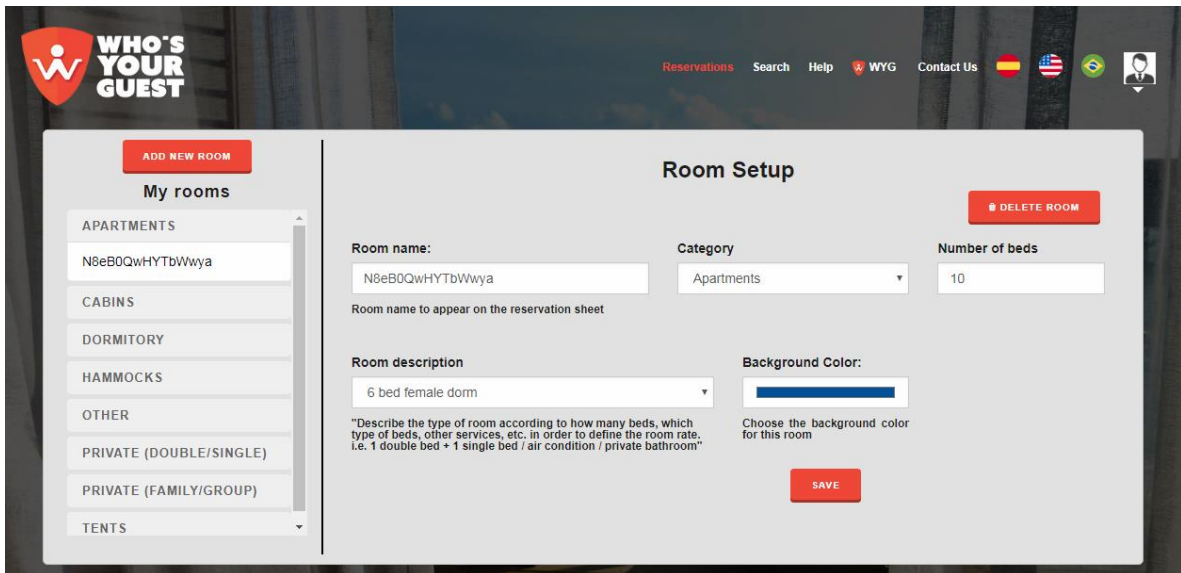 WHO'S
YOUR
GUEST
Reservations Search Help WYG Contact Us
ADD NEW ROOM
My rooms
APARTMENTS
N8eB0QwHYTbWwya
CABINS
DORMITORY
HAMMOCKS
OTHER
PRIVATE (DOUBLE/SINGLE)
PRIVATE (FAMILY/GROUP)
TENTS
Room Setup
DELETE ROOM
Room name: Category Number of beds
N8eB0QwHYTbWwya Apartments 10
Room name to appear on the reservation sheet
Room description Background Color:
6 bed female dorm
"Describe the type of room according to how many beds, which
type of beds, other services, etc. in order to define the room rate.
i.e. 1 double bed + 1 single bed / air condition / private bathroom"
Choose the background color
for this room
SAVE